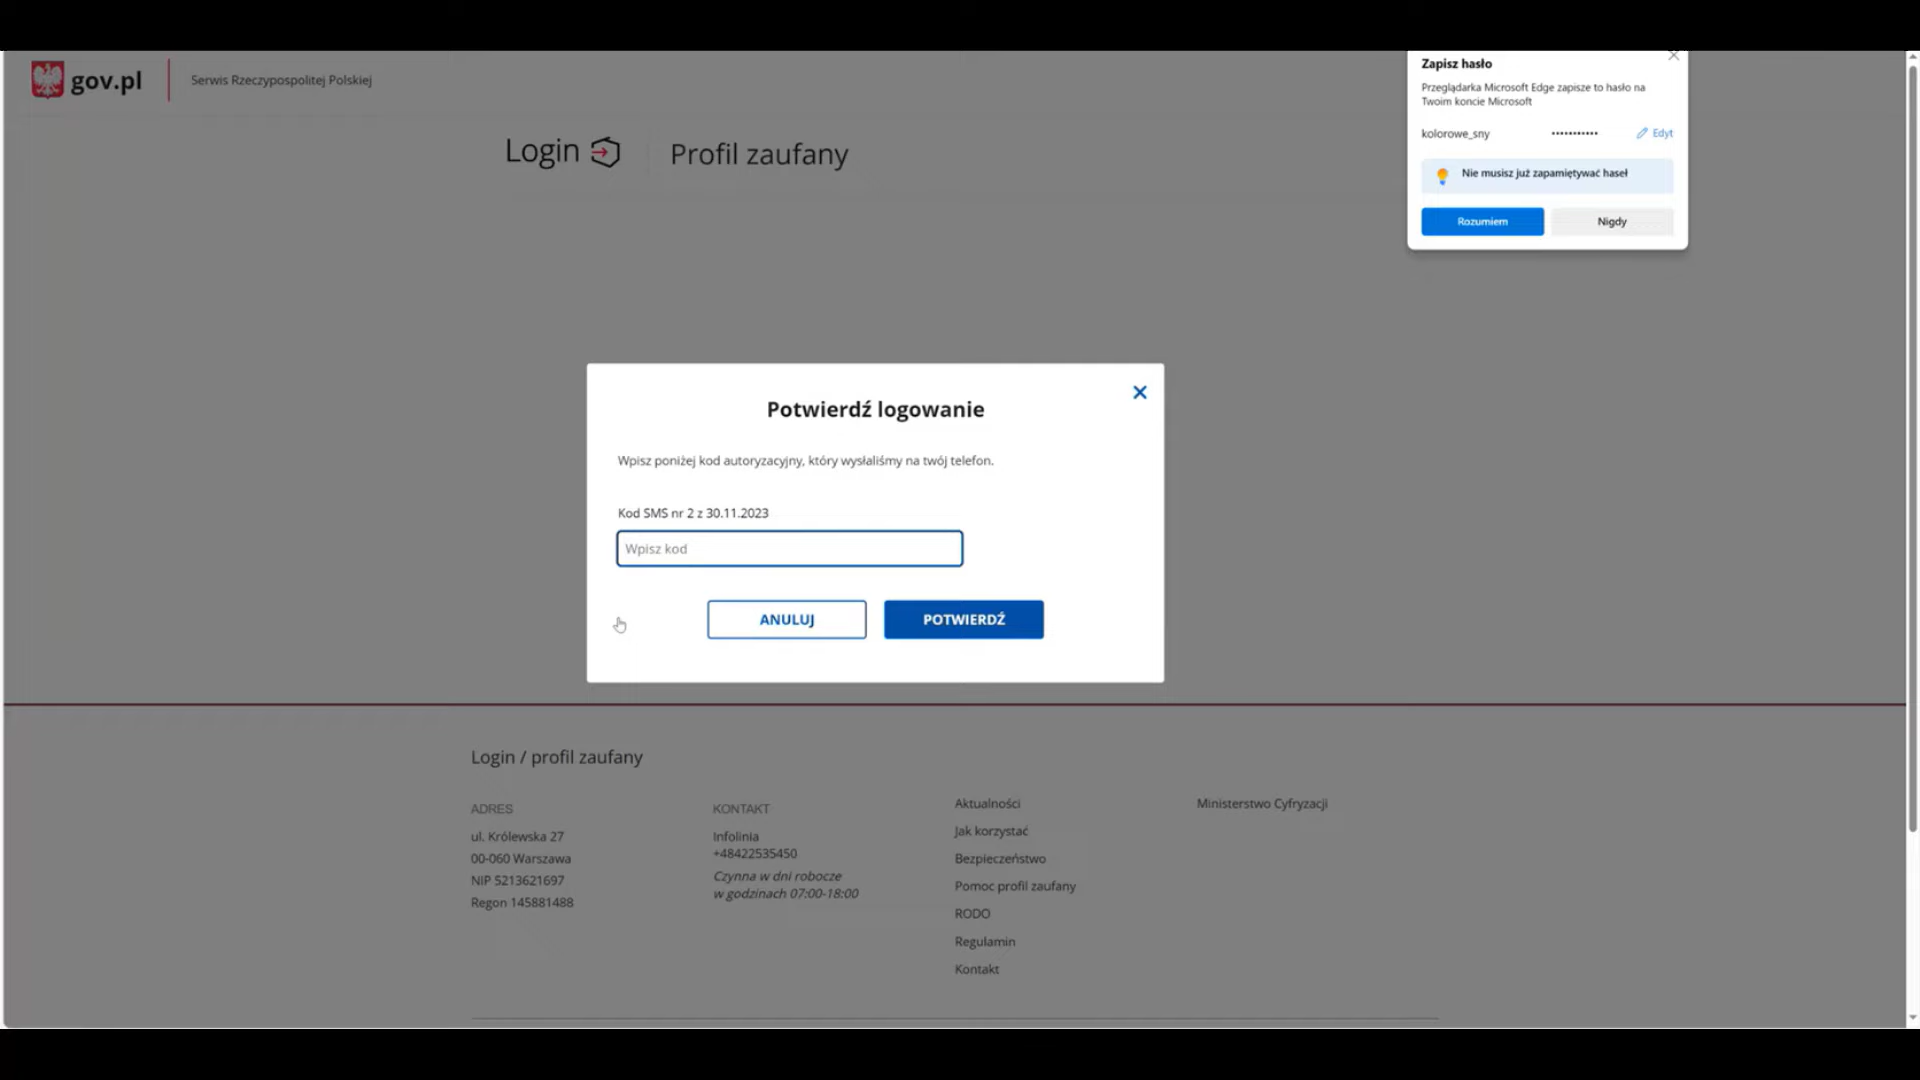 gov.pl
Serwis Rzeczypospolitej Polskiej
Login
Profil zaufany
Zapisz hasło
Przeglądarka Microsoft Edge zapisze to hasło na
Twoim koncie Microsoft
kolorowe_sny ••••••••••• Edyt
Nie musisz już zapamiętywać haseł
Rozumiem
Nigdy
Potwierdź logowanie
Wpisz poniżej kod autoryzacyjny, który wysłaliśmy na twój telefon.
Kod SMS nr 2 z 30.11.2023
Wpisz kod
ANULUJ
POTWIERDŹ
Login / profil zaufany
ADRES
ul. Królewska 27
00-060 Warszawa
NIP 5213621697
Regon 145881488
KONTAKT
Infolinia
+48422535450
Czynna w dni robocze
w godzinach 07:00-18:00
Aktualności
Jak korzystać
Bezpieczeństwo
Pomoc profil zaufany
RODO
Regulamin
Kontakt
Ministerstwo Cyfryzacji